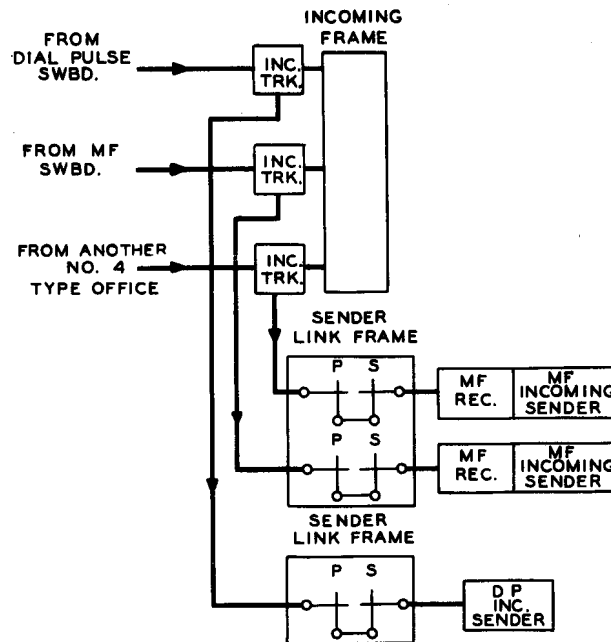 INCOMING
FRAME
FROM
DIAL PULSE
SWBD.
INC.
TRK.
FROM MF
SWBD.
INC.
TRK.
FROM ANOTHER
NO. 4
TYPE OFFICE
INC.
TRK.
SENDER
LINK FRAME
P S
MF
REC.
MF
INCOMING
SENDER
P S
MF
REC.
MF
INCOMING
SENDER
SENDER
LINK FRAME
P S
DP
INC.
SENDER